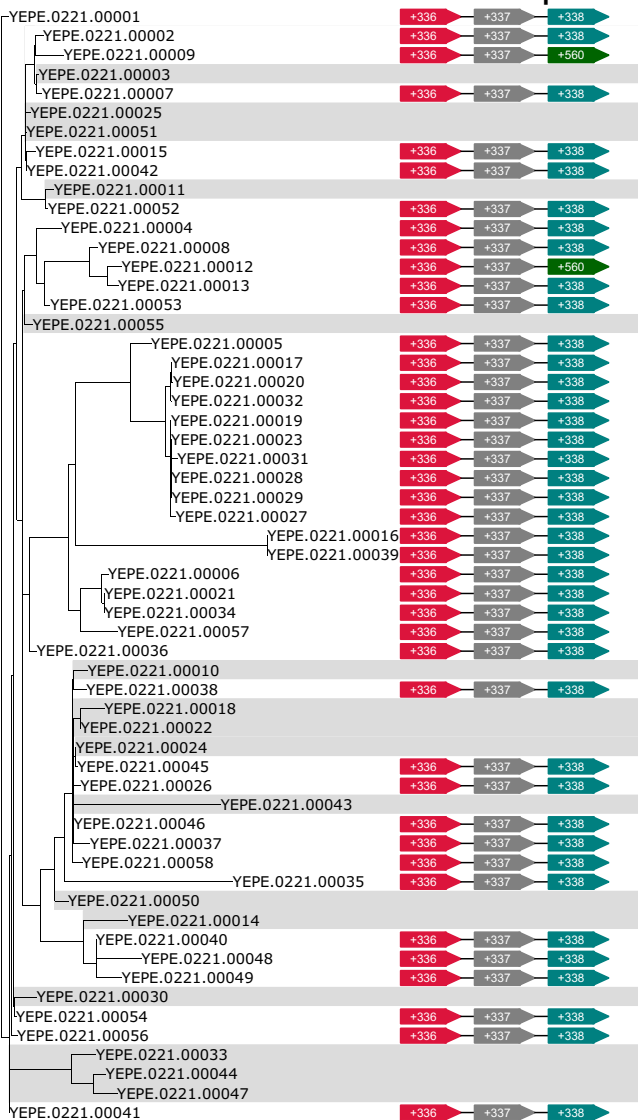 YEPE.0221.00001 +336 +337 +338
YEPE.0221.00002 +336 +337 +338
YEPE.0221.00009 +336 +337 +560
YEPE.0221.00003
YEPE.0221.00007 +336 +337 +338
YEPE.0221.00025
YEPE.0221.00051
YEPE.0221.00015 +336 +337 +338
YEPE.0221.00042 +336 +337 +338
YEPE.0221.00011
YEPE.0221.00052 +336 +337 +338
YEPE.0221.00004 +336 +337 +338
YEPE.0221.00008 +336 +337 +338
YEPE.0221.00012 +336 +337 +560
YEPE.0221.00013 +336 +337 +338
YEPE.0221.00053 +336 +337 +338
YEPE.0221.00055
YEPE.0221.00005 +336 +337 +338
YEPE.0221.00017 +336 +337 +338
YEPE.0221.00020 +336 +337 +338
YEPE.0221.00032 +336 +337 +338
YEPE.0221.00019 +336 +337 +338
YEPE.0221.00023 +336 +337 +338
YEPE.0221.00031 +336 +337 +338
YEPE.0221.00028 +336 +337 +338
YEPE.0221.00029 +336 +337 +338
YEPE.0221.00027 +336 +337 +338
YEPE.0221.00016 +336 +337 +338
YEPE.0221.00039 +336 +337 +338
YEPE.0221.00006 +336 +337 +338
YEPE.0221.00021 +336 +337 +338
YEPE.0221.00034 +336 +337 +338
YEPE.0221.00057 +336 +337 +338
YEPE.0221.00036 +336 +337 +338
YEPE.0221.00010
YEPE.0221.00038 +336 +337 +338
YEPE.0221.00018
YEPE.0221.00022
YEPE.0221.00024
YEPE.0221.00045 +336 +337 +338
YEPE.0221.00026 +336 +337 +338
YEPE.0221.00043
YEPE.0221.00046 +336 +337 +338
YEPE.0221.00037 +336 +337 +338
YEPE.0221.00058 +336 +337 +338
YEPE.0221.00035 +336 +337 +338
YEPE.0221.00050
YEPE.0221.00014
YEPE.0221.00040 +336 +337 +338
YEPE.0221.00048 +336 +337 +338
YEPE.0221.00049 +336 +337 +338
YEPE.0221.00030
YEPE.0221.00054 +336 +337 +338
YEPE.0221.00056 +336 +337 +338
YEPE.0221.00033
YEPE.0221.00044
YEPE.0221.00047
YEPE.0221.00041 +336 +337 +338